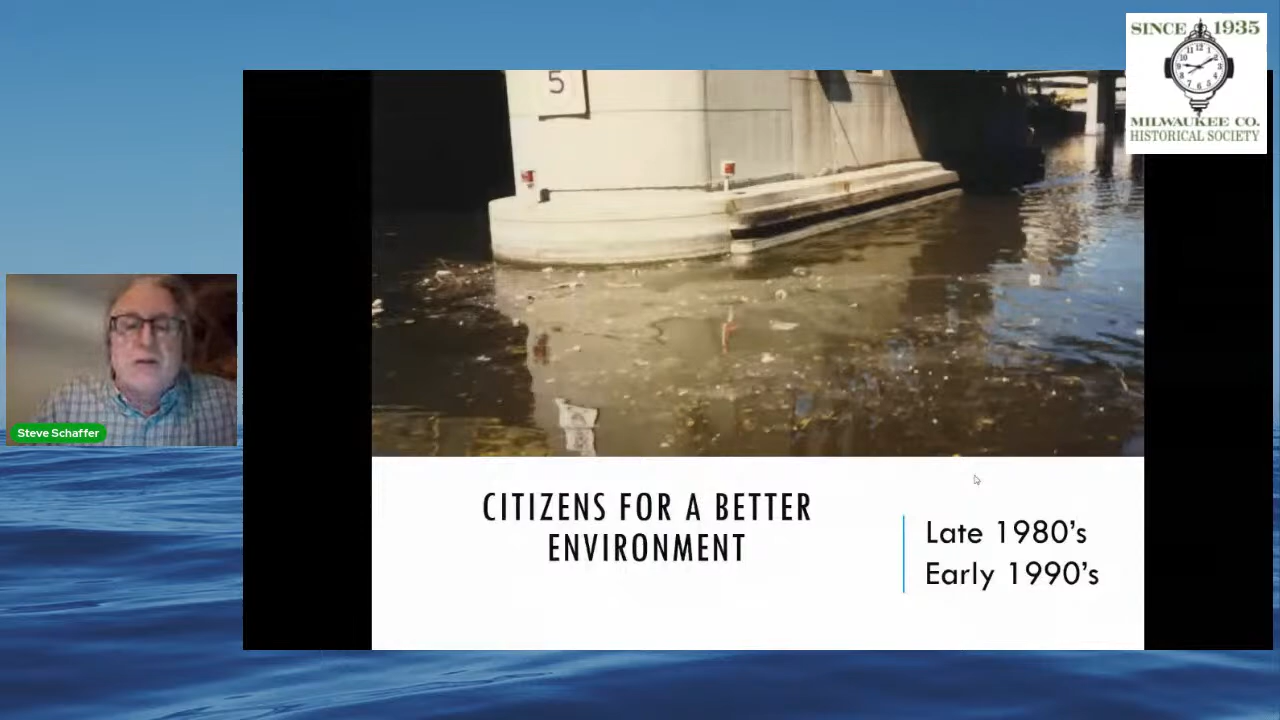 SINCE 1935
MILWAUKEE CO.
HISTORICAL SOCIETY
5
Steve Schaffer
CITIZENS FOR A BETTER
ENVIRONMENT
Late 1980's
Early 1990's